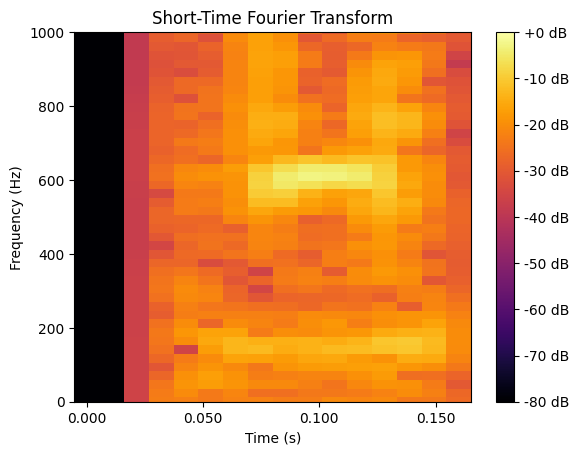 Short-Time Fourier Transform
1000
800
600
400
200
0
Frequency (Hz)
0.000
0.050
0.100
0.150
Time (s)
+0 dB
-10 dB
-20 dB
-30 dB
-40 dB
-50 dB
-60 dB
-70 dB
-80 dB